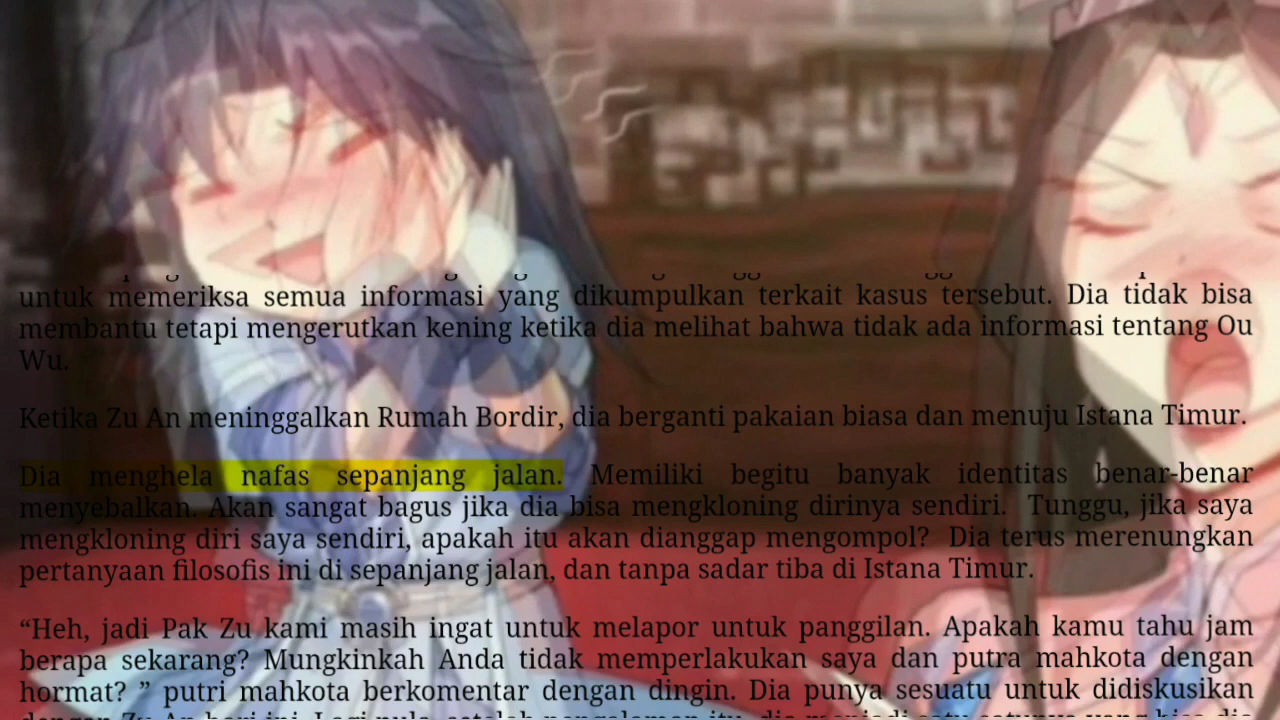 untuk memeriksa semua informasi yang dikumpulkan terkait kasus tersebut. Dia tidak bisa
membantu tetapi mengerutkan kening ketika dia melihat bahwa tidak ada informasi tentang Ou
Wu.
Ketika Zu An meninggalkan Rumah Bordir, dia berganti pakaian biasa dan menuju Istana Timur.
Dia menghela nafas sepanjang jalan. Memiliki begitu banyak identitas benar-benar
menyebalkan. Akan sangat bagus jika dia bisa mengkloning dirinya sendiri. Tunggu, jika saya
mengkloning diri saya sendiri, apakah itu akan dianggap mengompol? Dia terus merenungkan
pertanyaan filosofis ini di sepanjang jalan, dan tanpa sadar tiba di Istana Timur.
“Heh, jadi Pak Zu kami masih ingat untuk melapor untuk panggilan. Apakah kamu tahu jam
berapa sekarang? Mungkinkah Anda tidak memperlakukan saya dan putra mahkota dengan
hormat? ” putri mahkota berkomentar dengan dingin. Dia punya sesuatu untuk didiskusikan